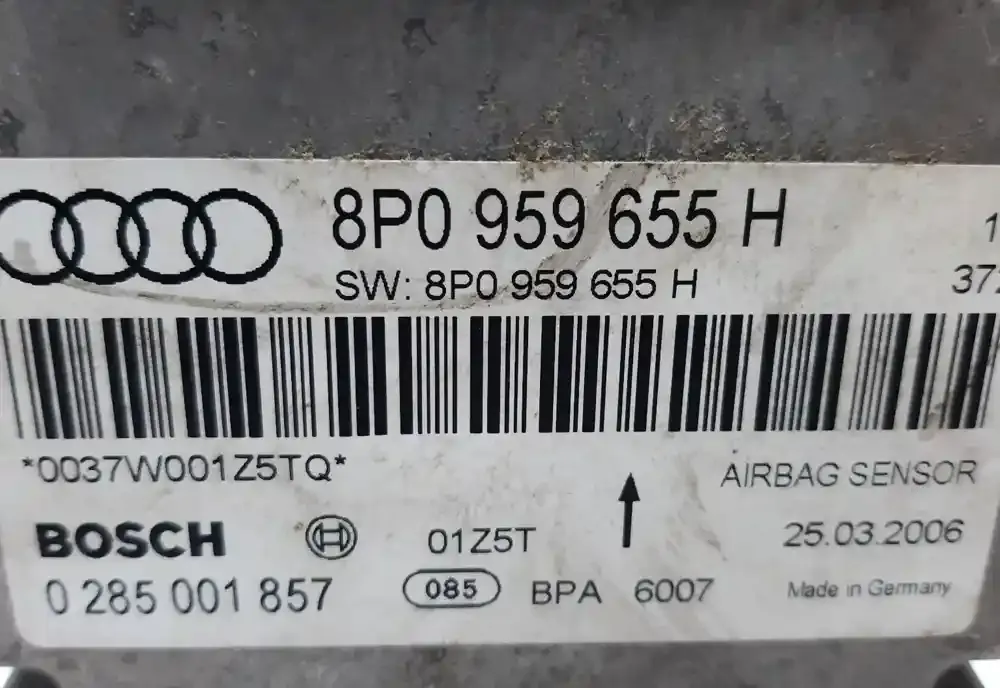 8P0 959 655 H
SW: 8P0 959 655 H
*0037W001Z5TQ*
AIRBAG SENSOR
BOSCH 01Z5T 25.03.2006
0 285 001 857 085 BPA 6007 Made in Germany